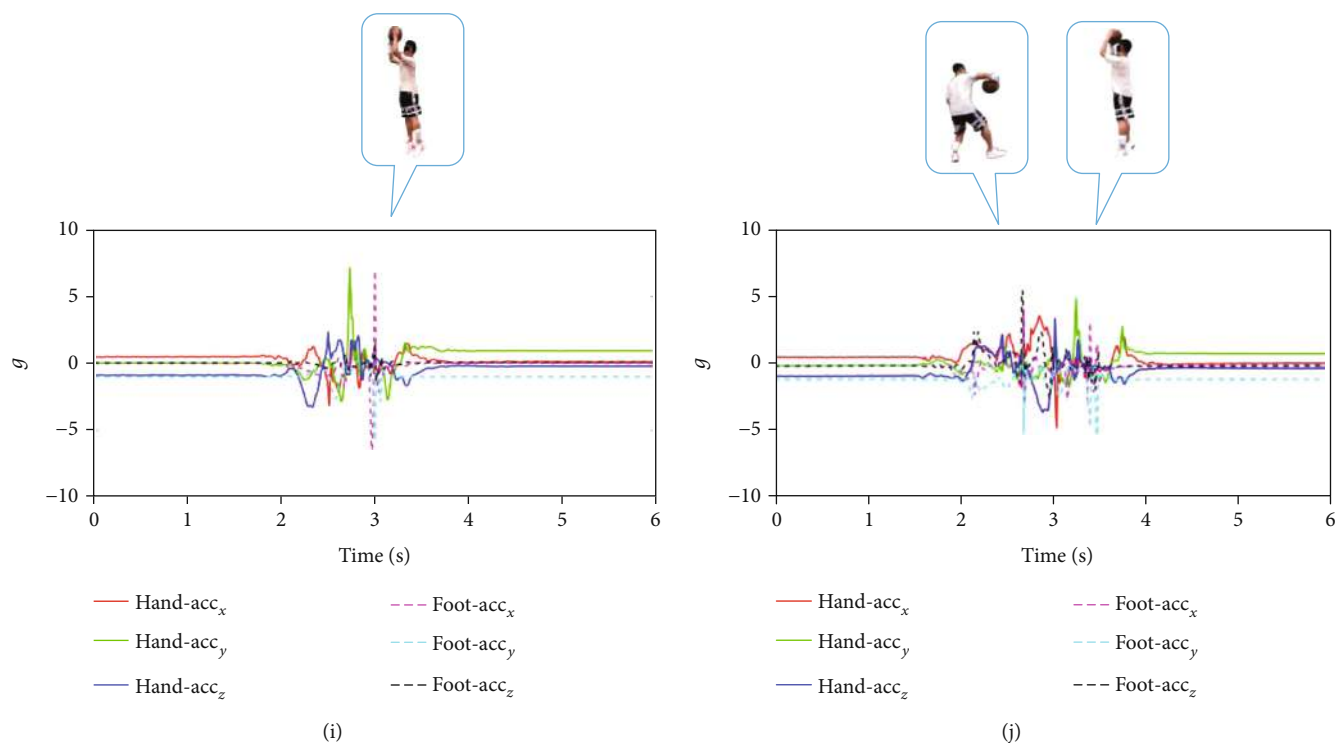 10
5
0
−5
−10
g
0 1 2 3 4 5 6
Time (s)
Hand-acc_x
Hand-acc_y
Hand-acc_z
Foot-acc_x
Foot-acc_y
Foot-acc_z
(i)
10
5
0
−5
−10
g
0 1 2 3 4 5 6
Time (s)
Hand-acc_x
Hand-acc_y
Hand-acc_z
Foot-acc_x
Foot-acc_y
Foot-acc_z
(j)